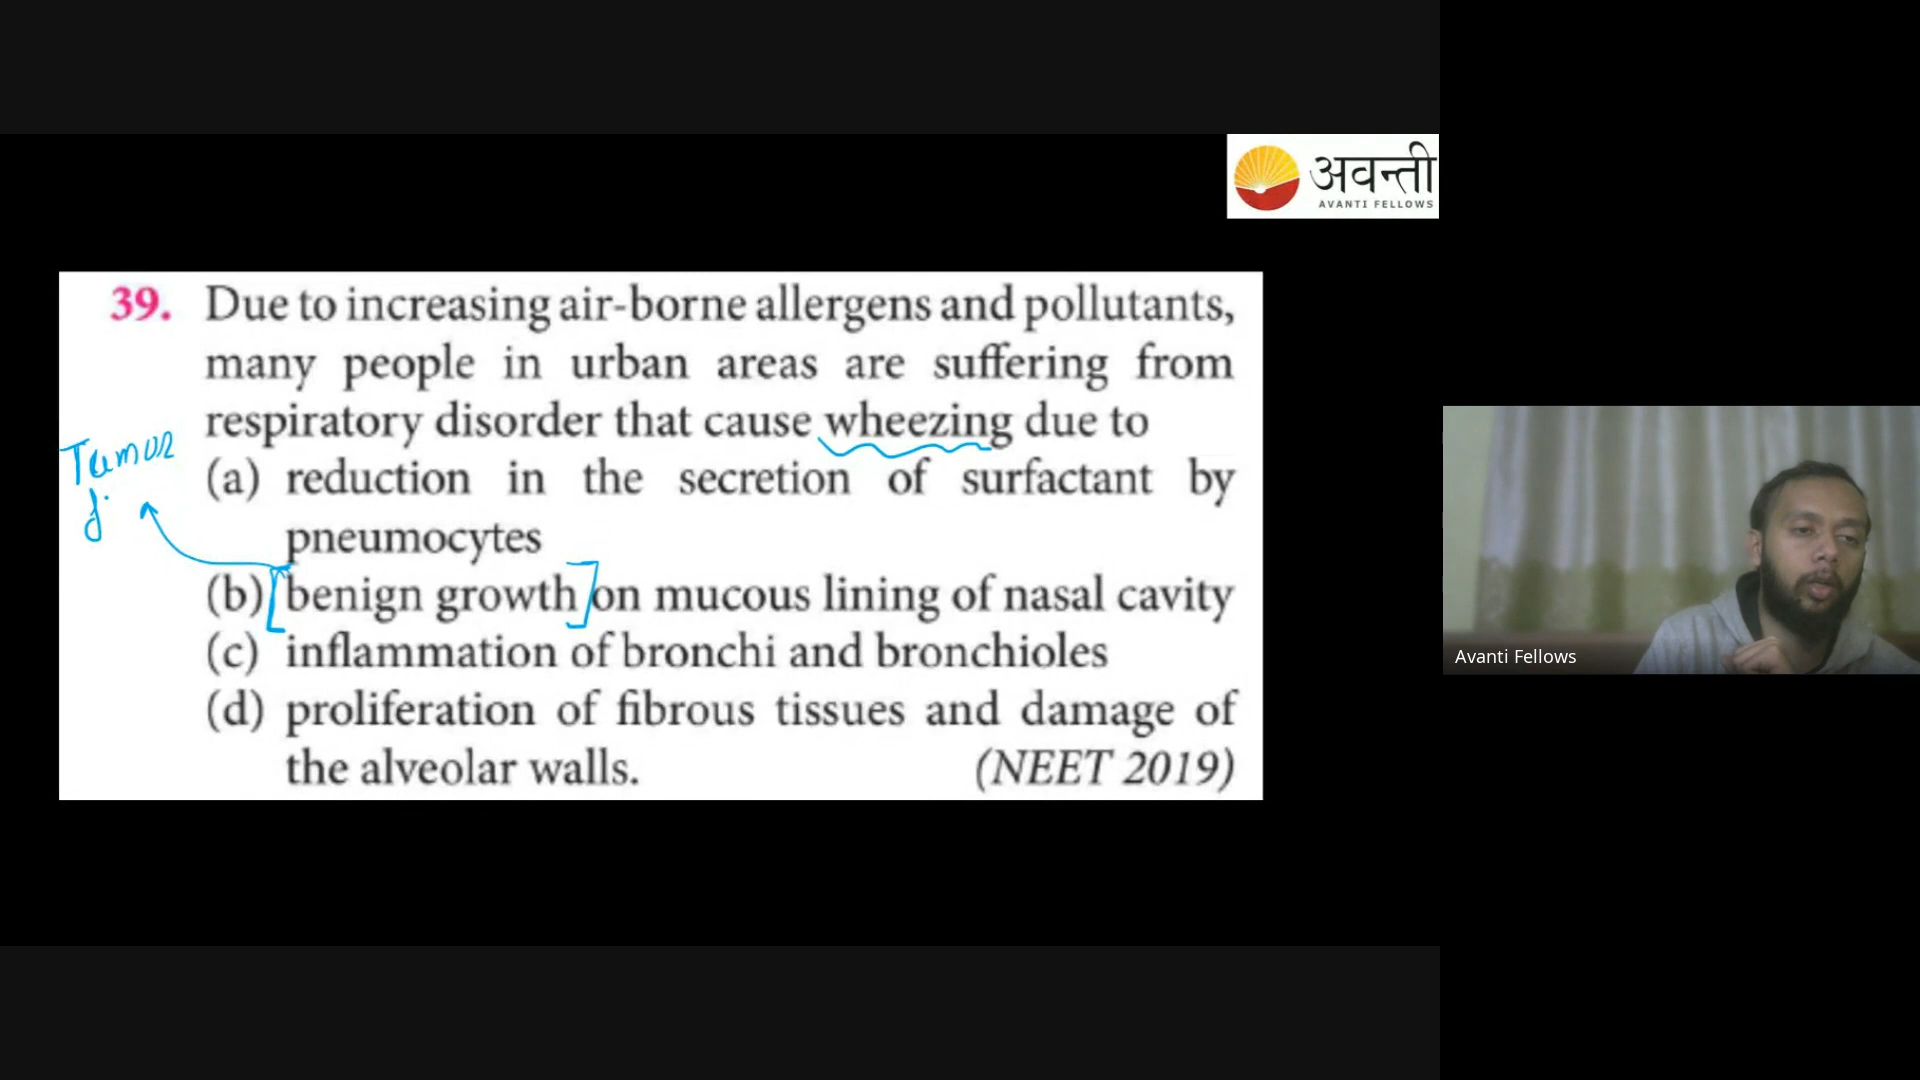 अवन्ती
AVANTI FELLOWS
39. Due to increasing air-borne allergens and pollutants,
many people in urban areas are suffering from
respiratory disorder that cause wheezing due to
Tumor
(a) reduction in the secretion of surfactant by
pneumocytes
(b) [benign growth] on mucous lining of nasal cavity
(c) inflammation of bronchi and bronchioles
(d) proliferation of fibrous tissues and damage of
the alveolar walls. (NEET 2019)
Avanti Fellows